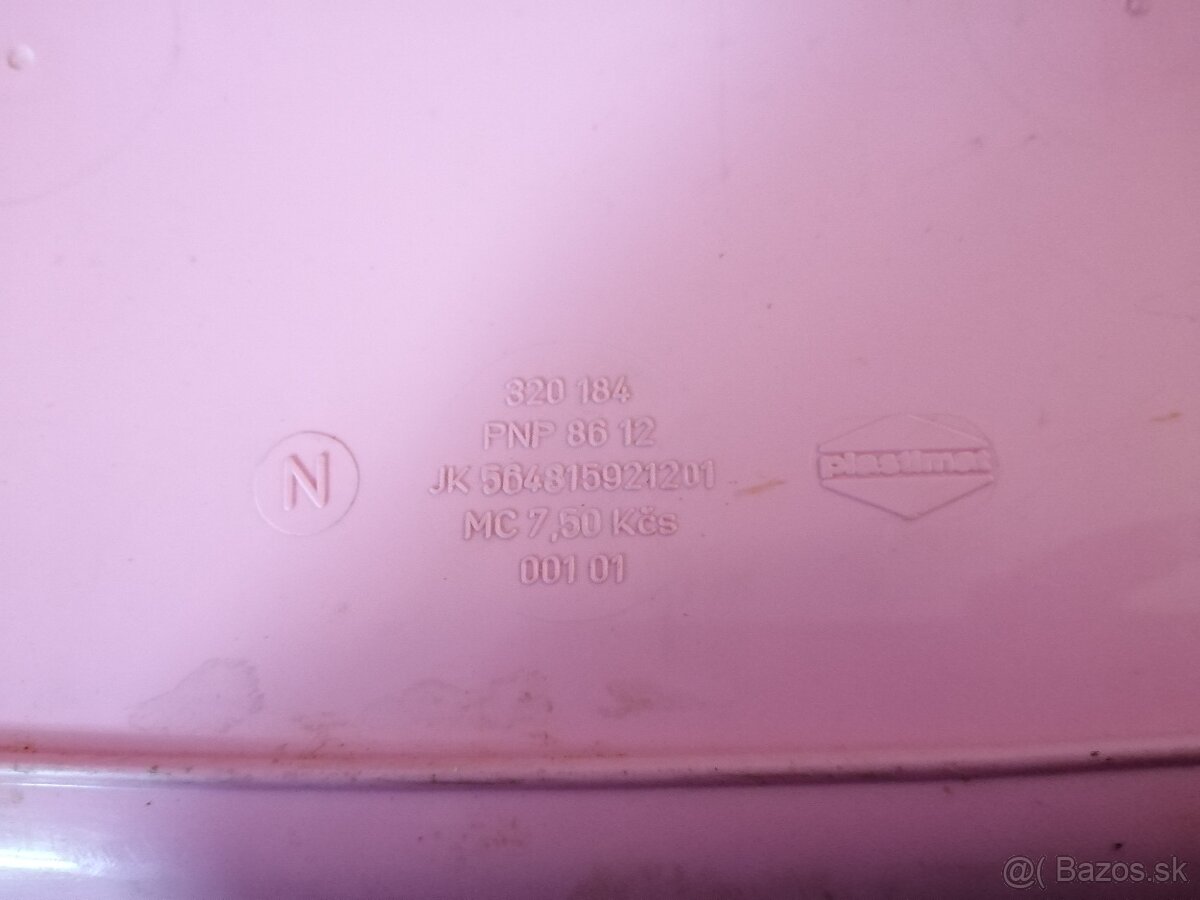 320 184
PNP 86 12
N
JK 564815921201
plastimat
MC 7,50 Kčs
001 01
@( Bazos.sk